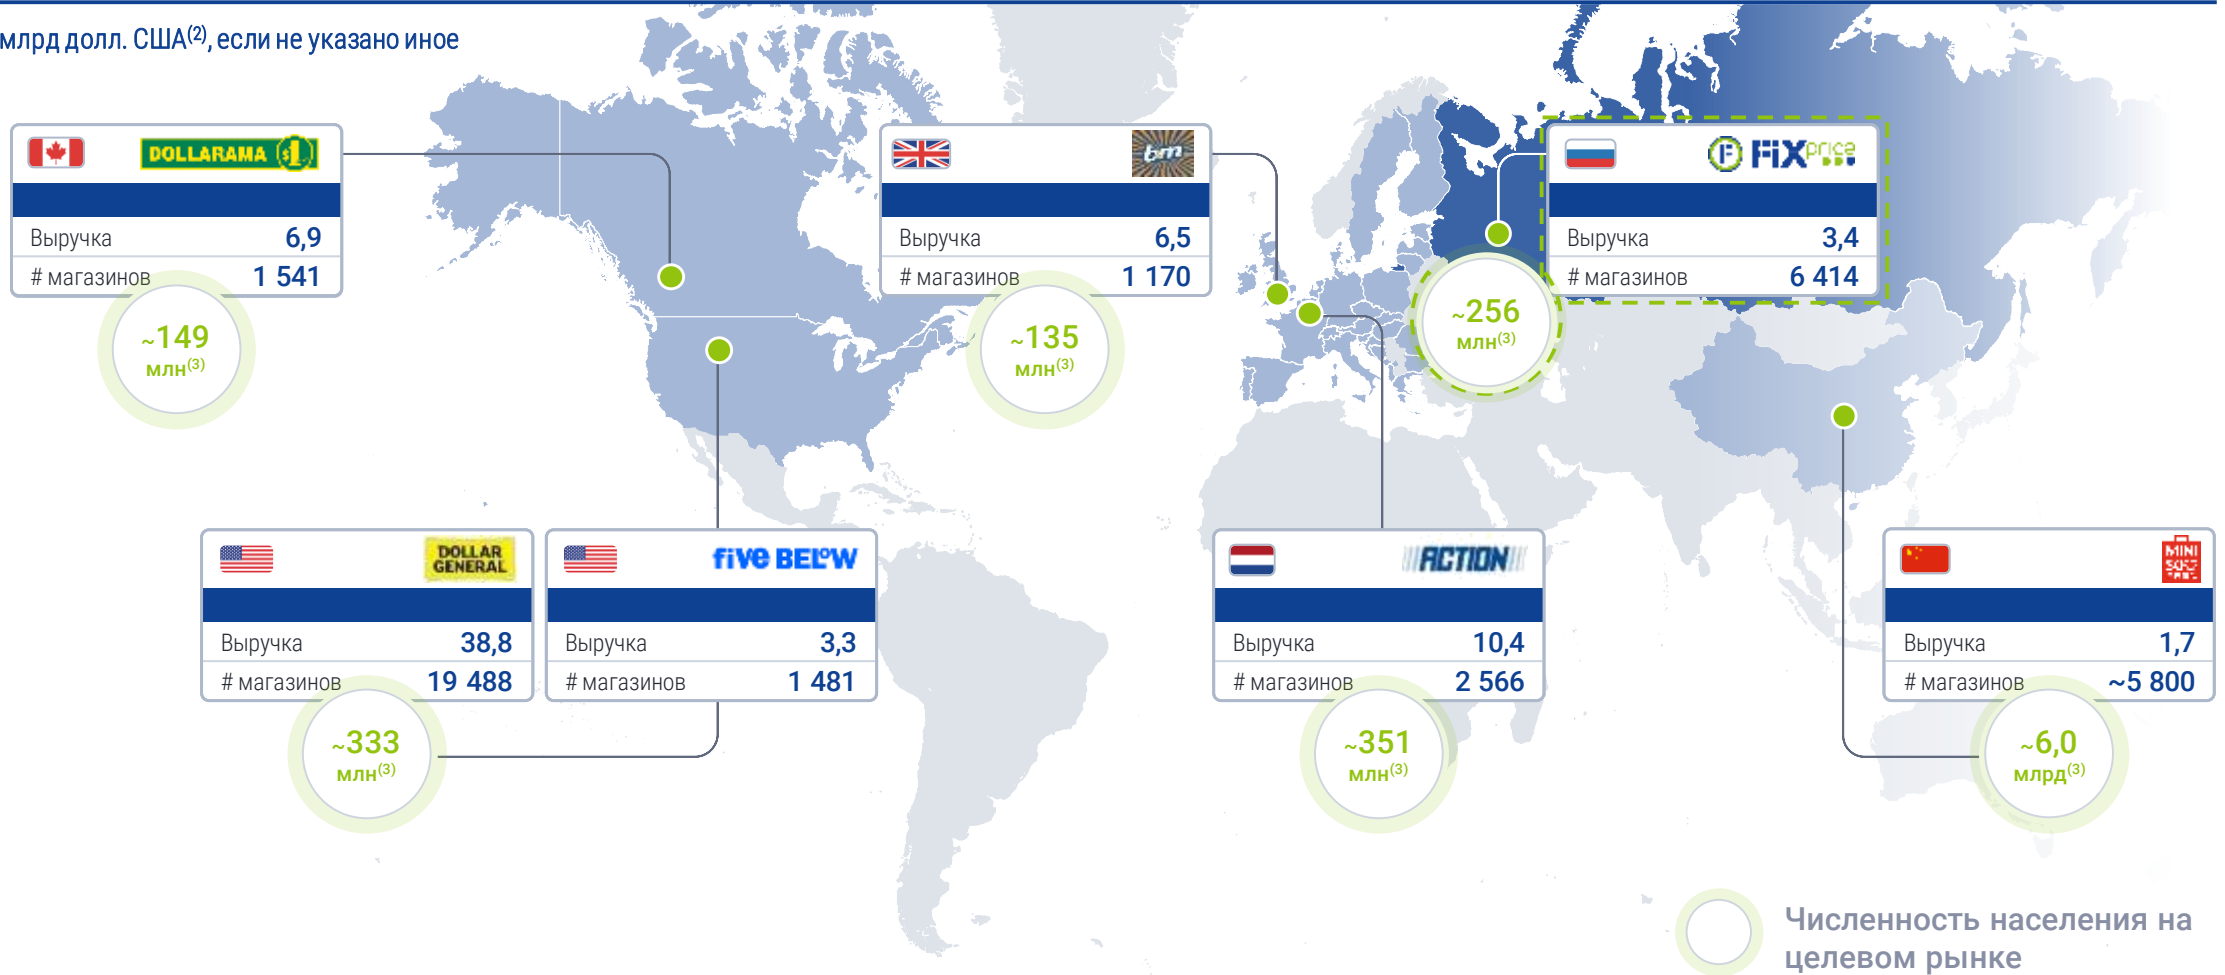 млрд долл. США(2), если не указано иное
DOLLARAMA $1
Выручка 6,9
# магазинов 1 541
~149
млн(3)
bm
Выручка 6,5
# магазинов 1 170
~135
млн(3)
FiXprice
Выручка 3,4
# магазинов 6 414
~256
млн(3)
DOLLAR
GENERAL
Выручка 38,8
# магазинов 19 488
~333
млн(3)
fiVe BELOW
Выручка 3,3
# магазинов 1 481
ACTION
Выручка 10,4
# магазинов 2 566
~351
млн(3)
MINI
SO
Выручка 1,7
# магазинов ~5 800
~6,0
млрд(3)
Численность населения на
целевом рынке